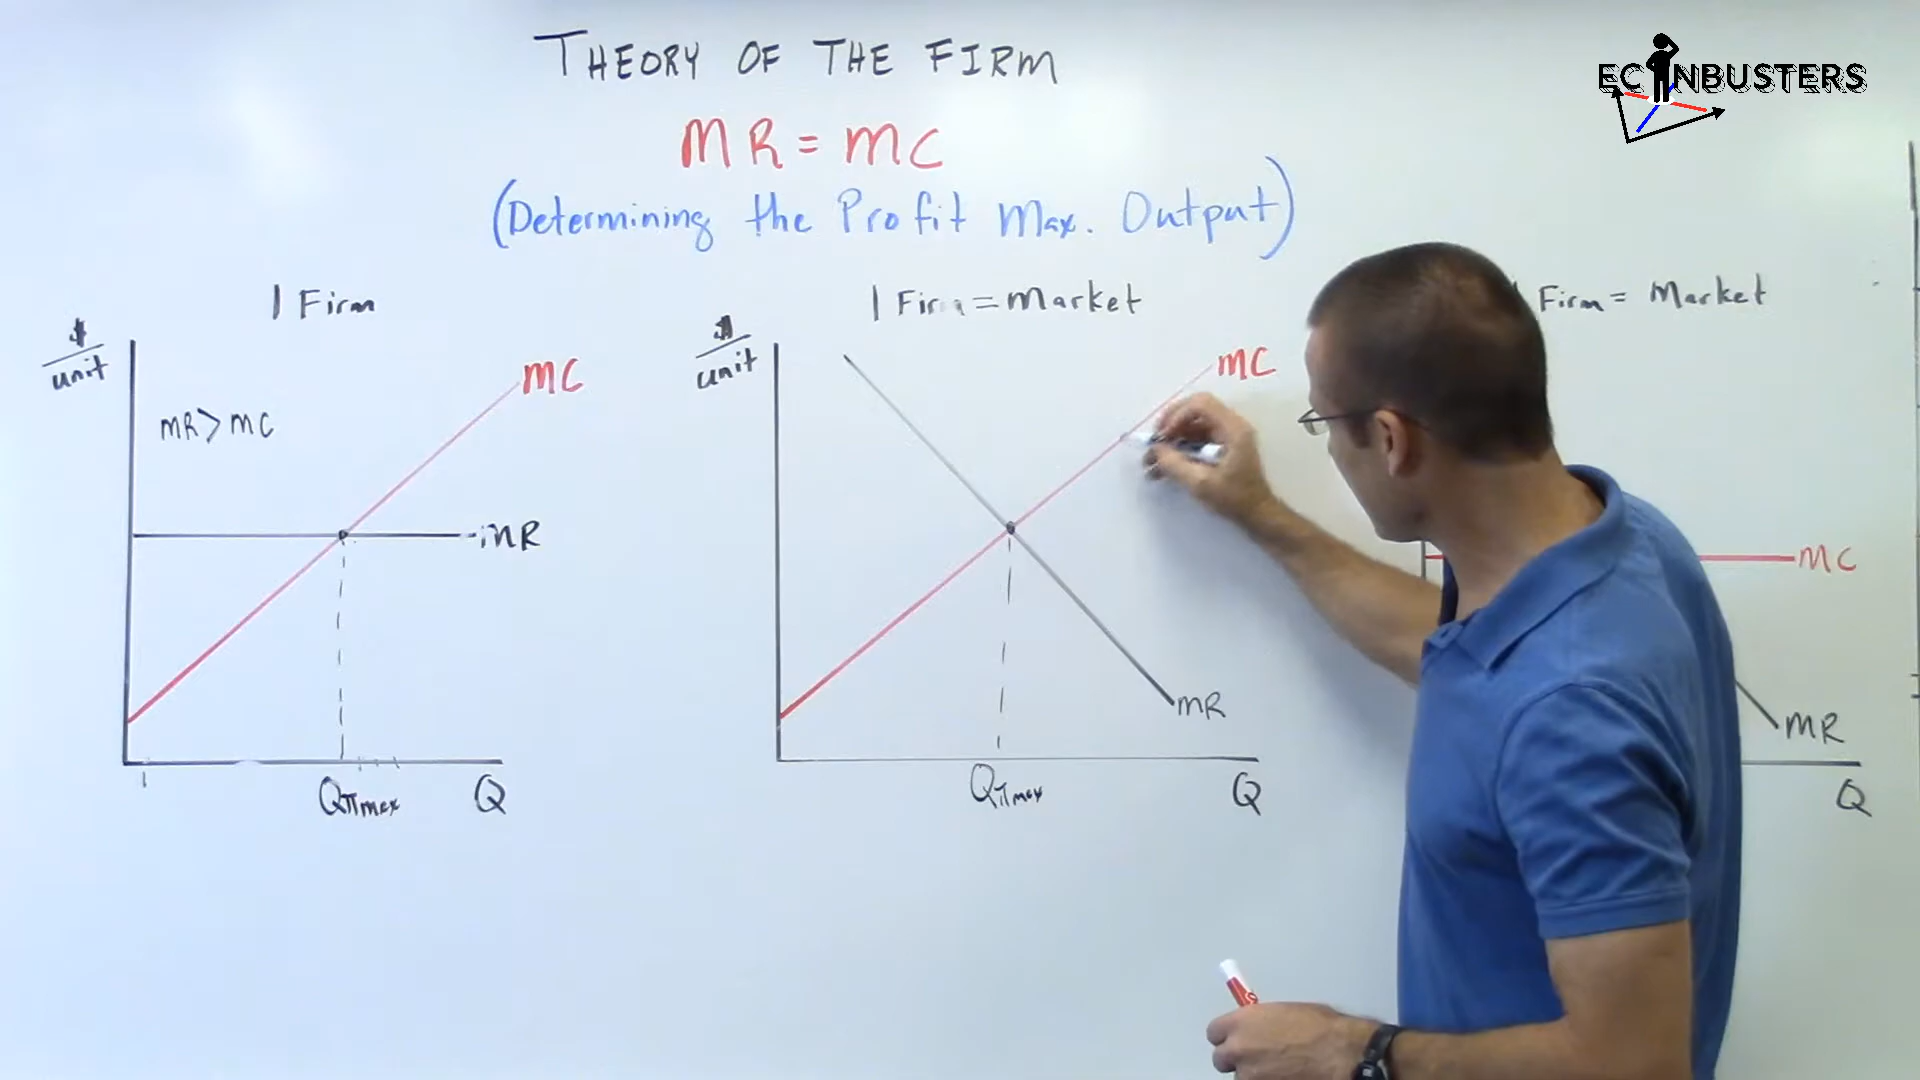 THEORY OF THE FIRM
ECONBUSTERS
MR = MC
(Determining the Profit Max. Output)
1 Firm
$/unit
MC
MR > MC
MR
QπMax
Q
1 Firm = Market
$/unit
MC
MR
QπMax
Q
Firm = Market
MC
MR
Q